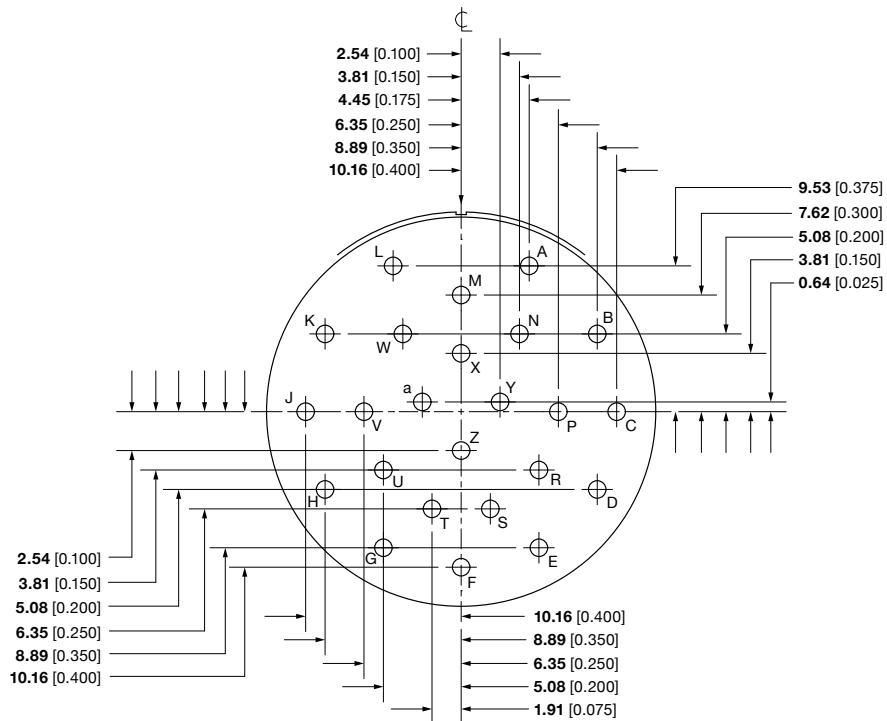 ℄
2.54 [0.100]
3.81 [0.150]
4.45 [0.175]
6.35 [0.250]
8.89 [0.350]
10.16 [0.400]
9.53 [0.375]
7.62 [0.300]
5.08 [0.200]
3.81 [0.150]
0.64 [0.025]
L A
M
K W N B
X
a Y
J V P C
Z
U R
H D
T S
G E
F
2.54 [0.100]
3.81 [0.150]
5.08 [0.200]
6.35 [0.250]
8.89 [0.350]
10.16 [0.400]
10.16 [0.400]
8.89 [0.350]
6.35 [0.250]
5.08 [0.200]
1.91 [0.075]